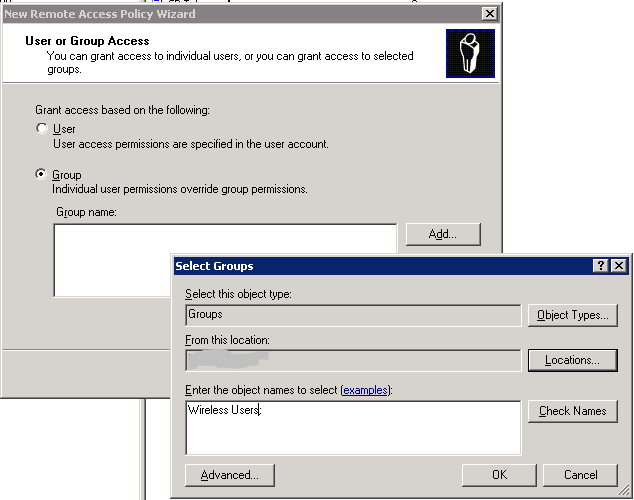 New Remote Access Policy Wizard
User or Group Access
You can grant access to individual users, or you can grant access to selected
groups.
Grant access based on the following:
User
User access permissions are specified in the user account.
Group
Individual user permissions override group permissions.
Group name:
Add...
Select Groups
Select this object type:
Groups
Object Types...
From this location:
Locations...
Enter the object names to select (examples):
Wireless Users;
Check Names
Advanced...
OK
Cancel